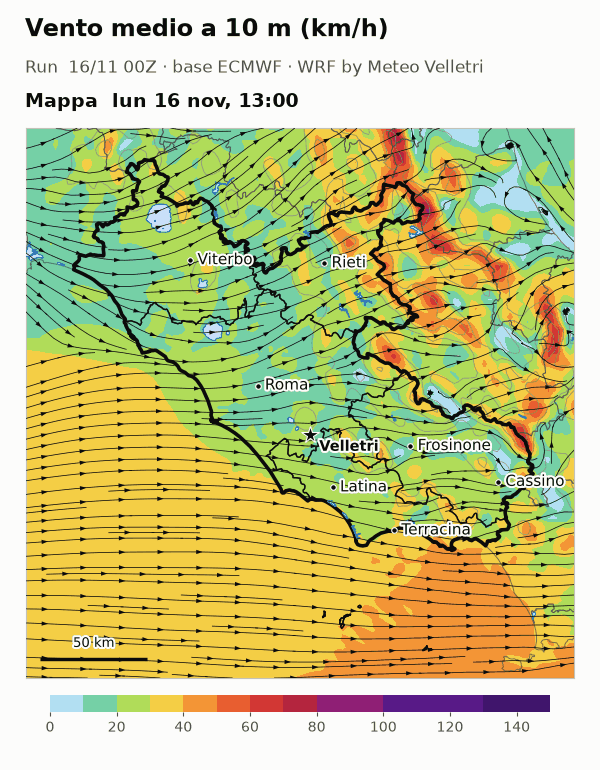 Vento medio a 10 m (km/h)
Run 16/11 00Z · base ECMWF · WRF by Meteo Velletri
Mappa lun 16 nov, 13:00
Viterbo
Rieti
Roma
Velletri
Frosinone
Latina
Cassino
Terracina
50 km
0 20 40 60 80 100 120 140